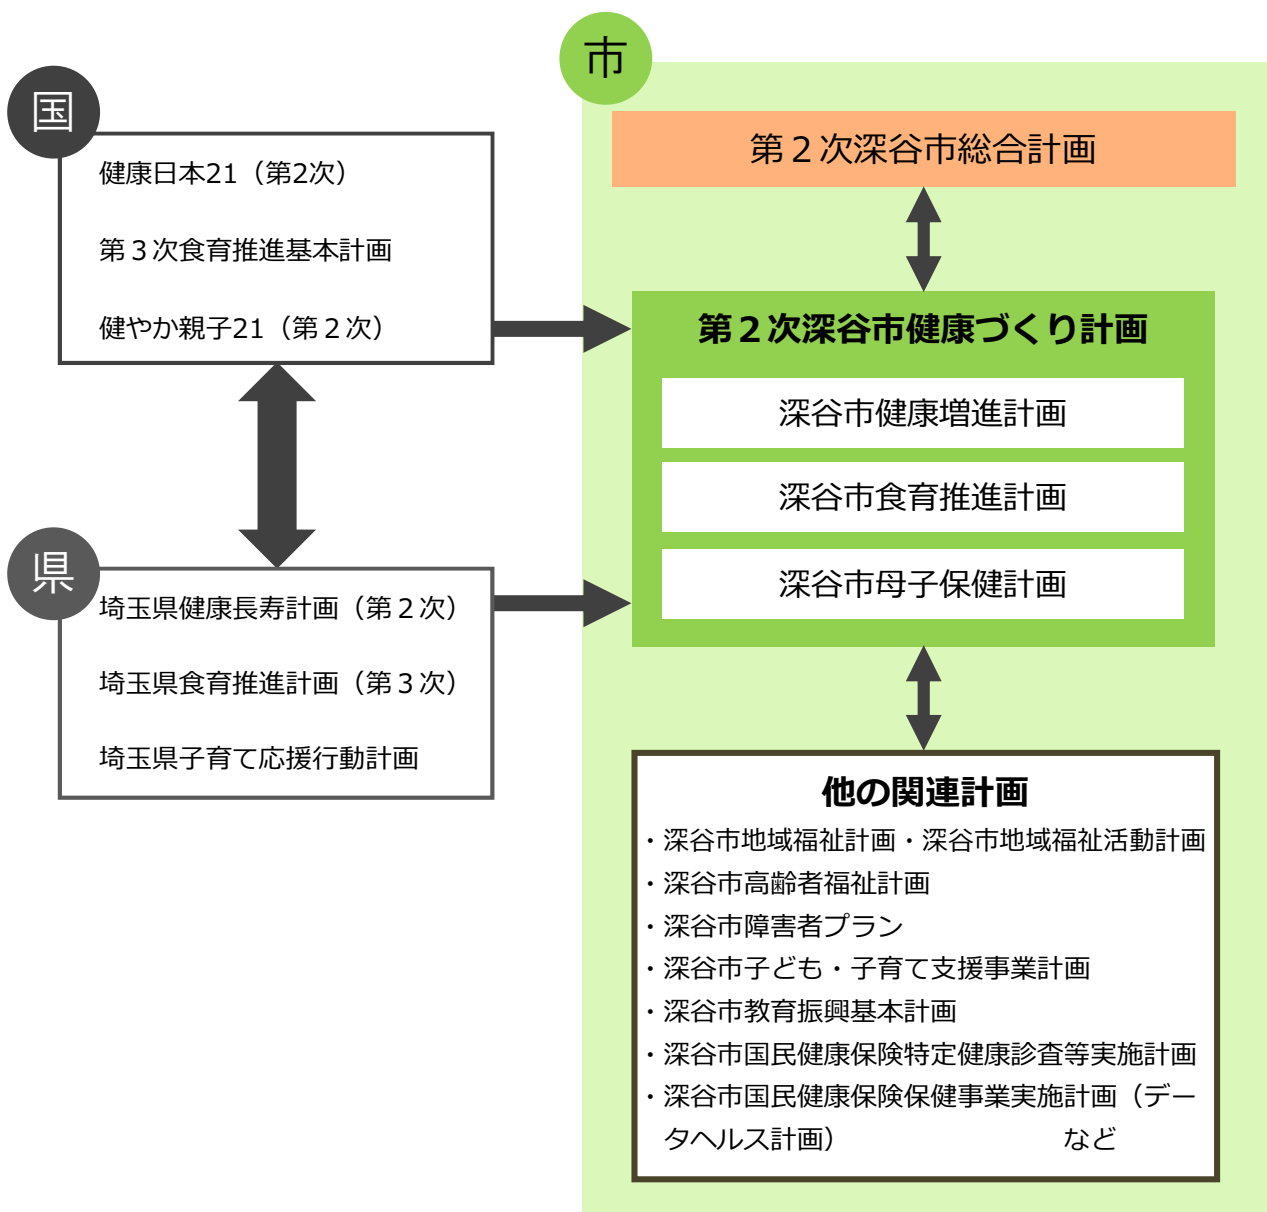 国
健康日本21（第2次）
第３次食育推進基本計画
健やか親子21（第２次）
県
埼玉県健康長寿計画（第２次）
埼玉県食育推進計画（第３次）
埼玉県子育て応援行動計画
市
第２次深谷市総合計画
第２次深谷市健康づくり計画
深谷市健康増進計画
深谷市食育推進計画
深谷市母子保健計画
他の関連計画
・深谷市地域福祉計画・深谷市地域福祉活動計画
・深谷市高齢者福祉計画
・深谷市障害者プラン
・深谷市子ども・子育て支援事業計画
・深谷市教育振興基本計画
・深谷市国民健康保険特定健康診査等実施計画
・深谷市国民健康保険保健事業実施計画（デー
タヘルス計画）　　　　　　　　　など